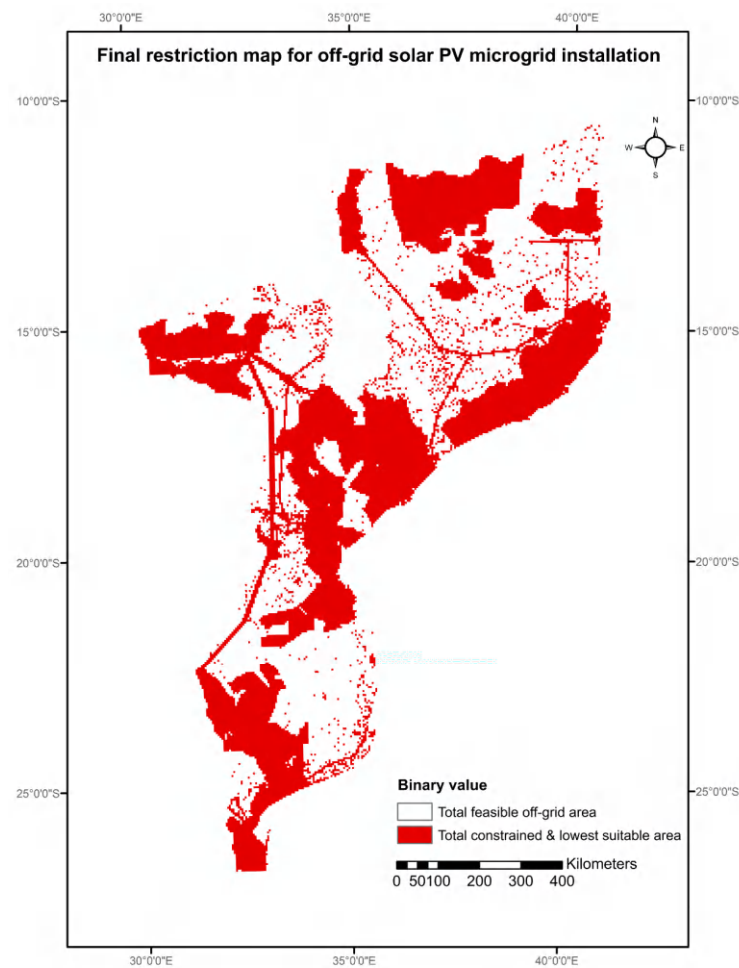 30°0'0"E 35°0'0"E 40°0'0"E
Final restriction map for off-grid solar PV microgrid installation
10°0'0"S 10°0'0"S
N
W E
S
15°0'0"S 15°0'0"S
20°0'0"S 20°0'0"S
25°0'0"S 25°0'0"S
Binary value
Total feasible off-grid area
Total constrained & lowest suitable area
Kilometers
0 50100 200 300 400
30°0'0"E 35°0'0"E 40°0'0"E